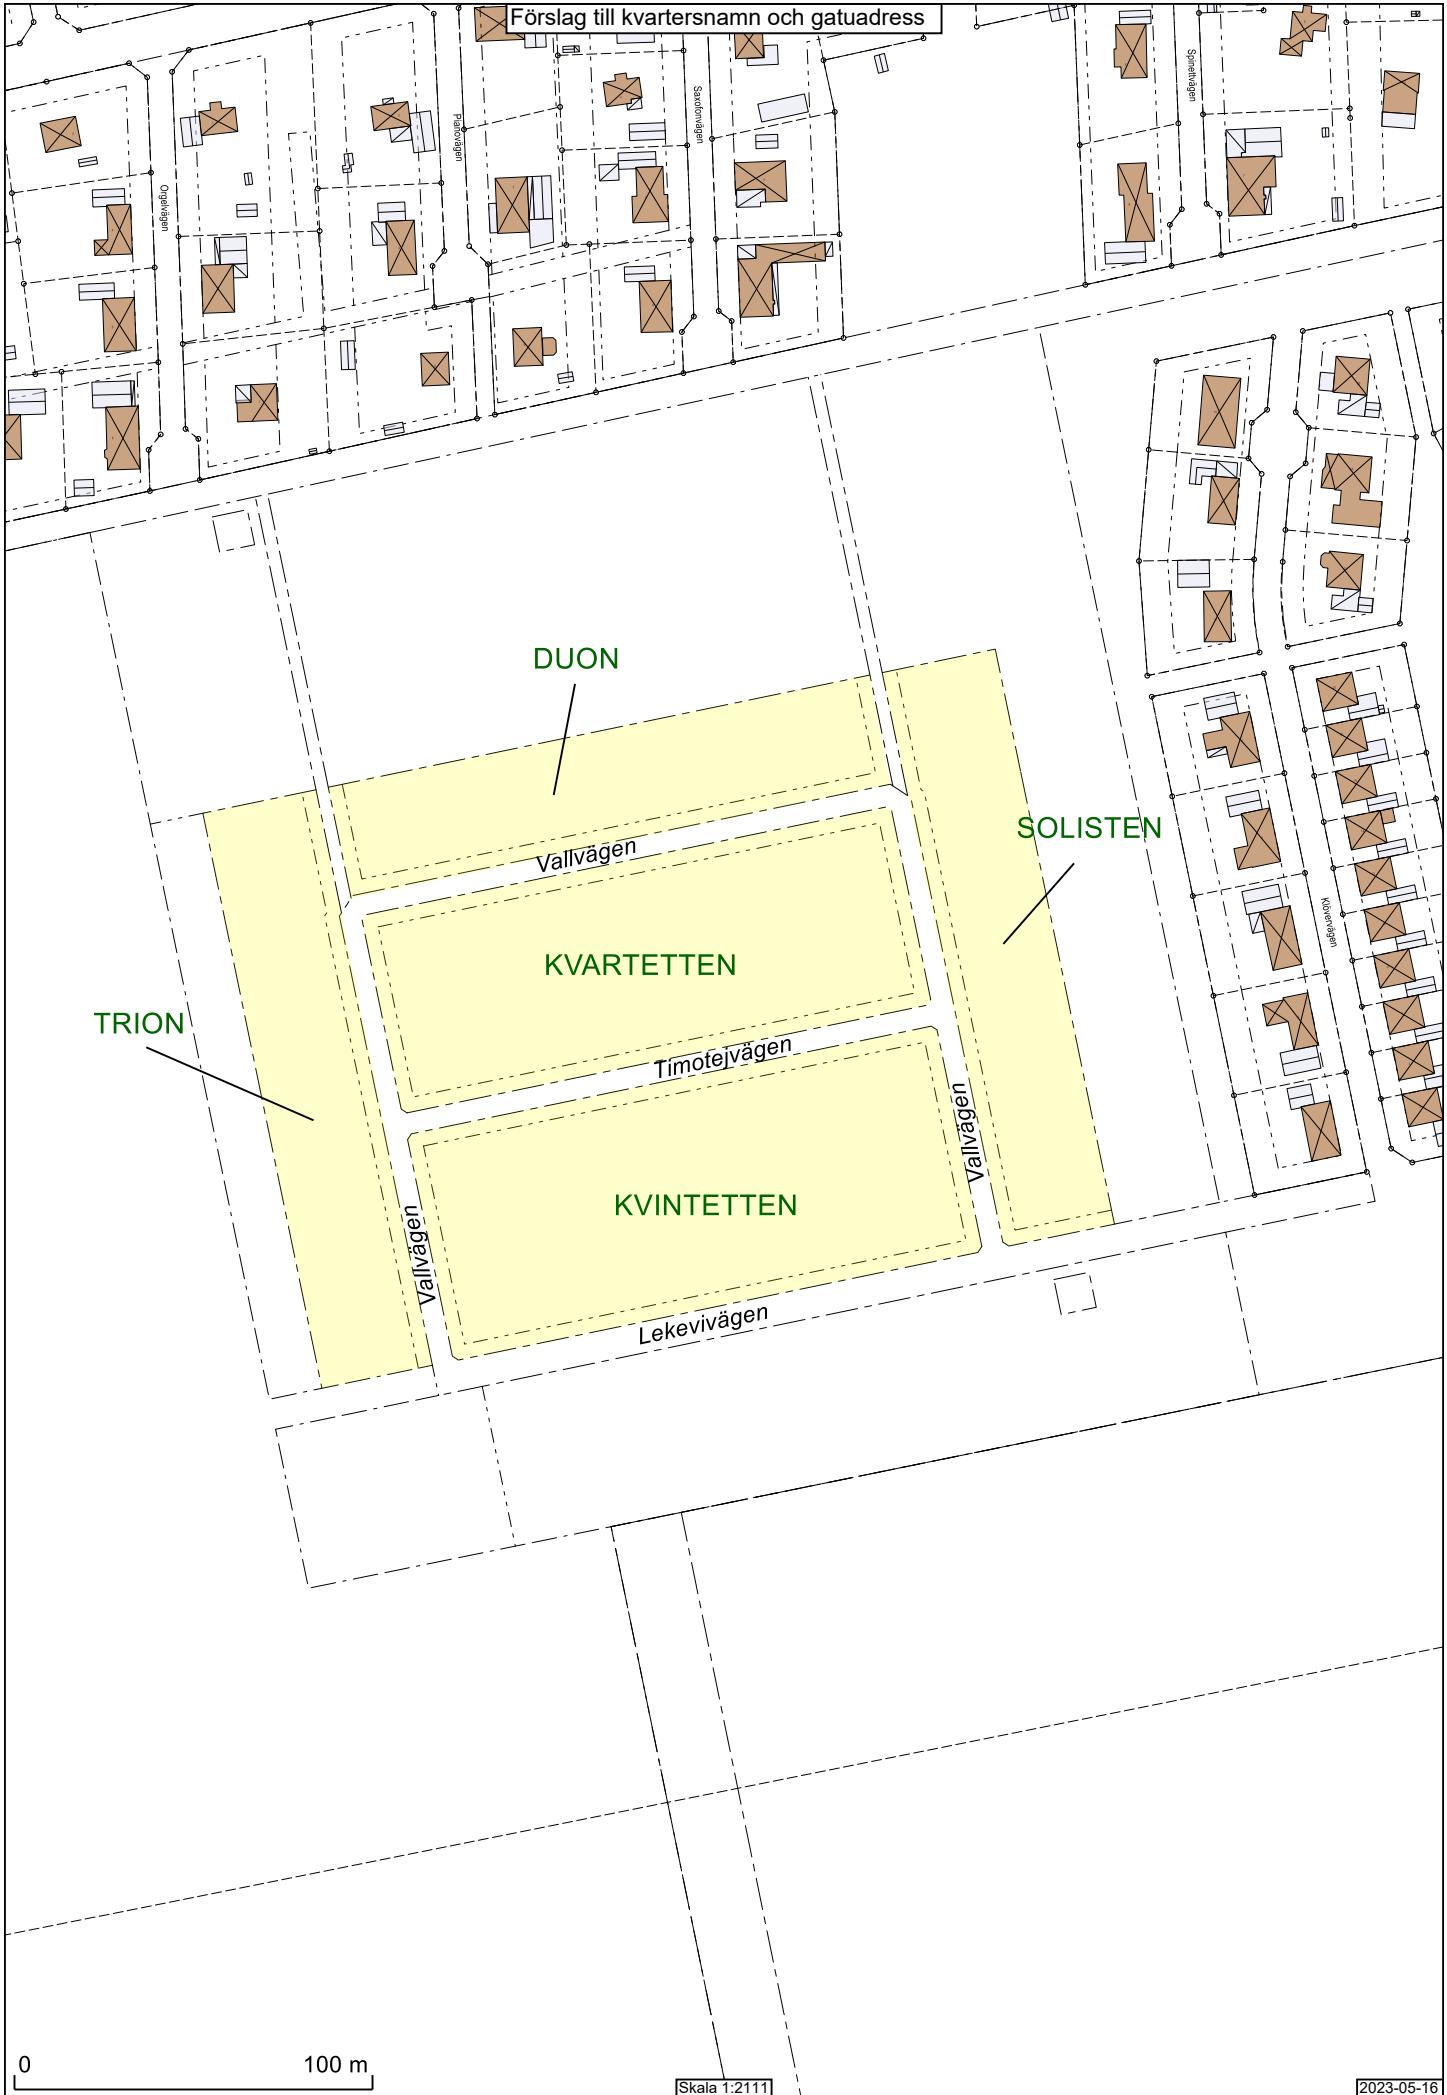 Förslag till kvartersnamn och gatuadress
Spinettvägen
Saxofonvägen
Pianovägen
Orgelvägen
DUON
SOLISTEN
Vallvägen
Klövervägen
KVARTETTEN
TRION
Timotejvägen
Vallvägen
KVINTETTEN
Vallvägen
Lekevivägen
0 100 m
Skala 1:2111
2023-05-16